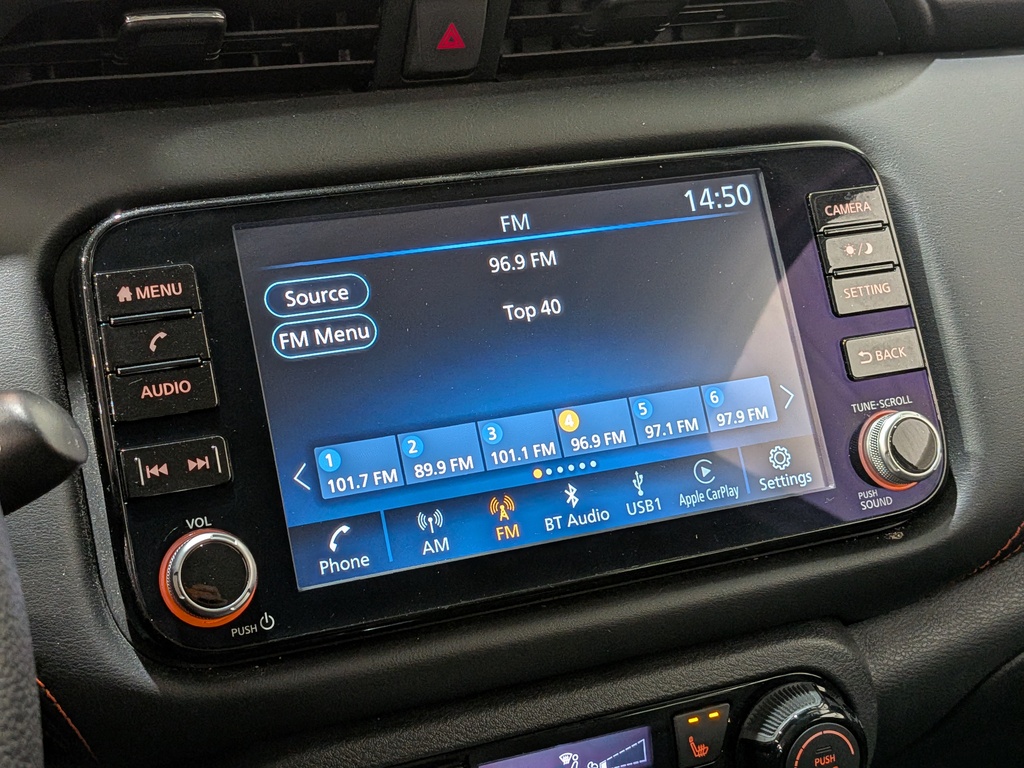 14:50
FM
96.9 FM
Source
Top 40
FM Menu
1 101.7 FM
2 89.9 FM
3 101.1 FM
4 96.9 FM
5 97.1 FM
6 97.9 FM
Phone
AM
FM
BT Audio
USB1
Apple CarPlay
Settings
MENU
AUDIO
VOL
PUSH
CAMERA
SETTING
BACK
TUNE·SCROLL
PUSH
SOUND
PUSH